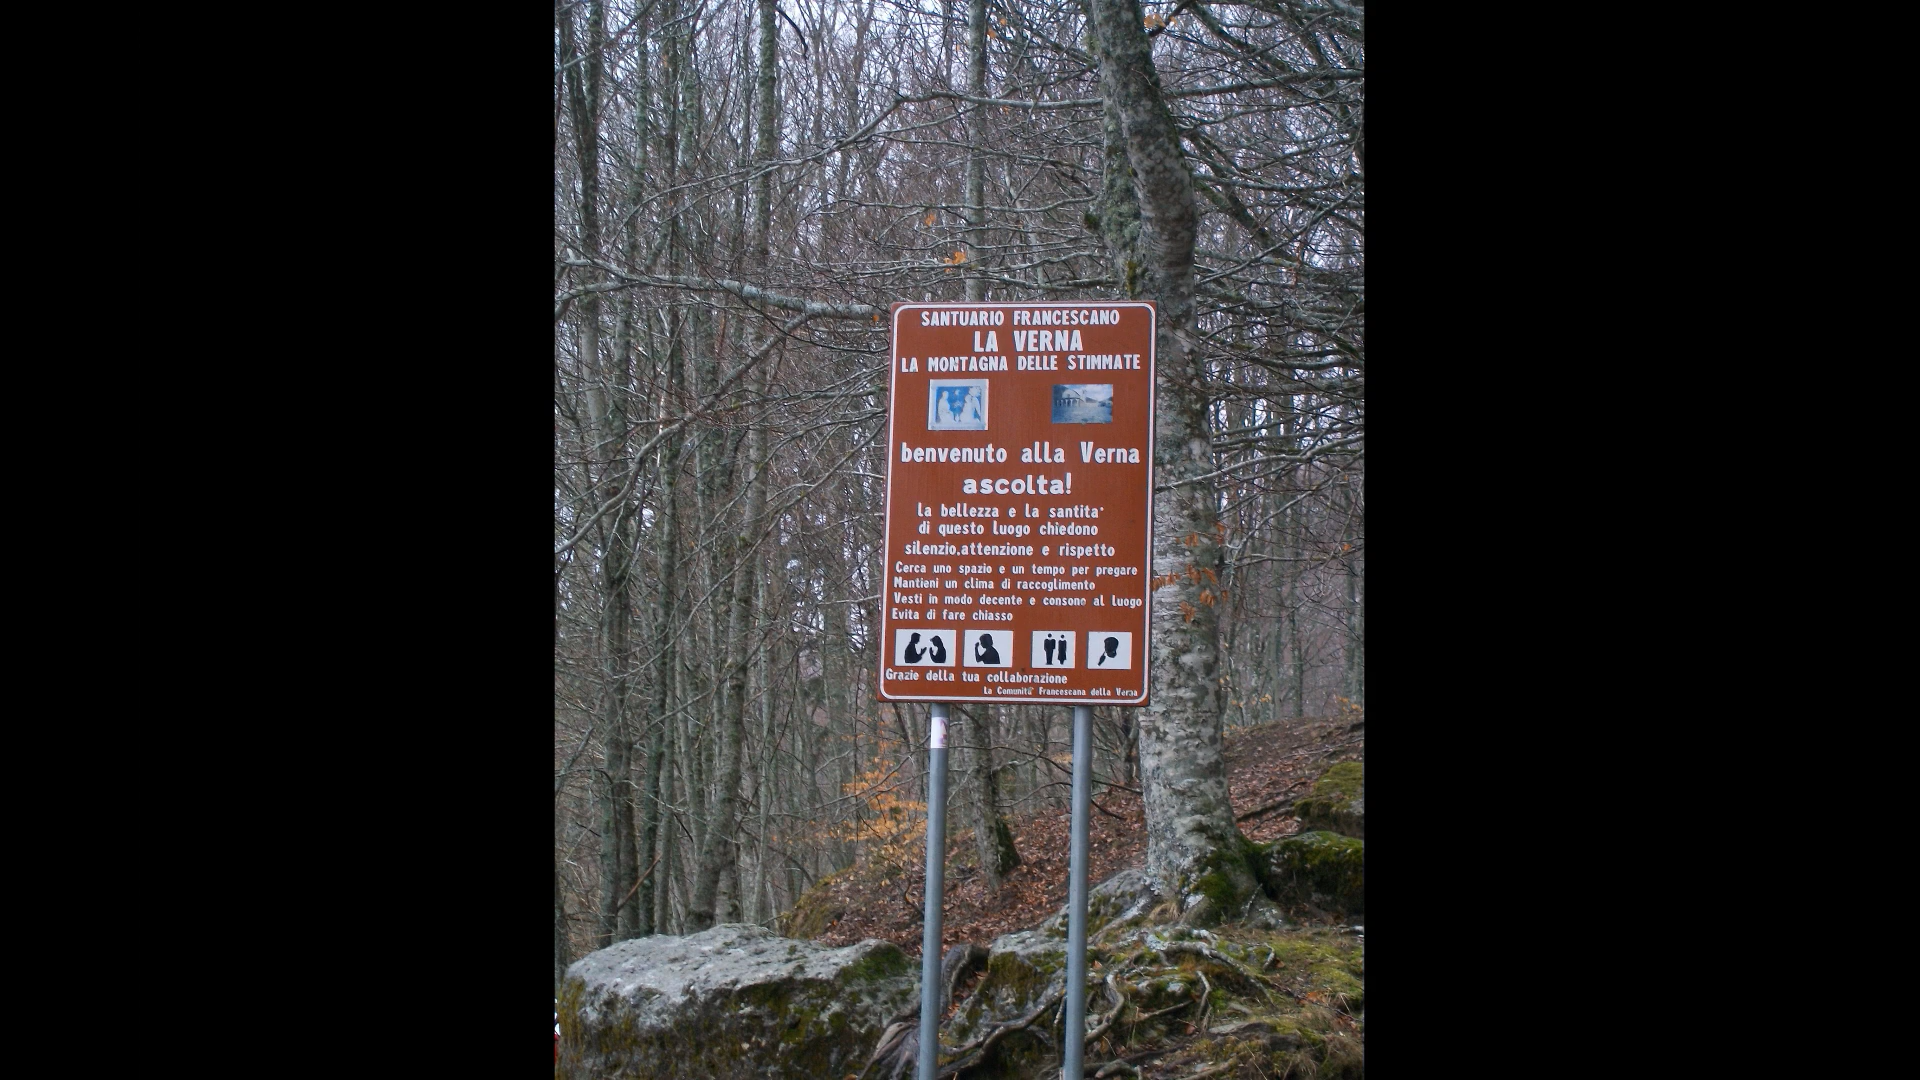 SANTUARIO FRANCESCANO
LA VERNA
LA MONTAGNA DELLE STIMMATE
benvenuto alla Verna
ascolta!
la bellezza e la santita'
di questo luogo chiedono
silenzio,attenzione e rispetto
Cerca uno spazio e un tempo per pregare
Mantieni un clima di raccoglimento
Vesti in modo decente e consono al luogo
Evita di fare chiasso
Grazie della tua collaborazione
La Comunita' Francescana della Verna